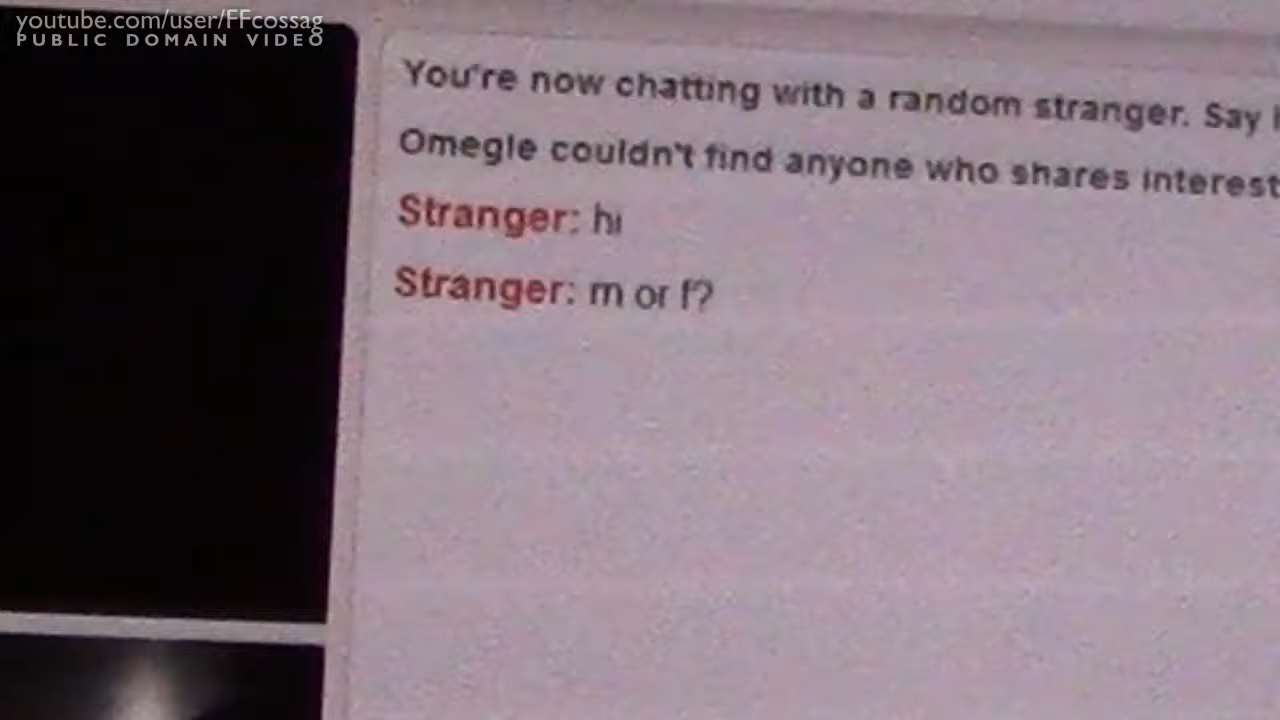 youtube.com/user/FFcossag
PUBLIC DOMAIN VIDEO
You're now chatting with a random stranger. Say
Omegle couldn't find anyone who shares interest
Stranger: hi
Stranger: m or f?